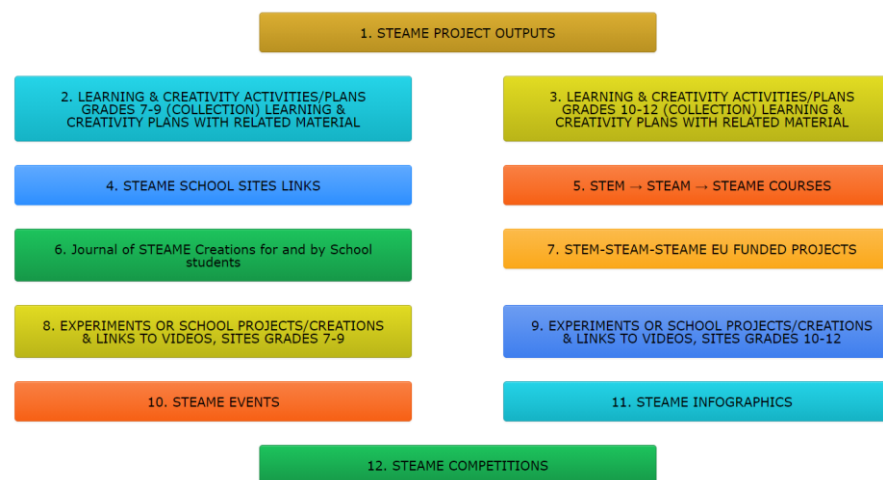 1. STEAME PROJECT OUTPUTS
2. LEARNING & CREATIVITY ACTIVITIES/PLANS
GRADES 7-9 (COLLECTION) LEARNING &
CREATIVITY PLANS WITH RELATED MATERIAL
3. LEARNING & CREATIVITY ACTIVITIES/PLANS
GRADES 10-12 (COLLECTION) LEARNING &
CREATIVITY PLANS WITH RELATED MATERIAL
4. STEAME SCHOOL SITES LINKS
5. STEM → STEAM → STEAME COURSES
6. Journal of STEAME Creations for and by School
students
7. STEM-STEAM-STEAME EU FUNDED PROJECTS
8. EXPERIMENTS OR SCHOOL PROJECTS/CREATIONS
& LINKS TO VIDEOS, SITES GRADES 7-9
9. EXPERIMENTS OR SCHOOL PROJECTS/CREATIONS
& LINKS TO VIDEOS, SITES GRADES 10-12
10. STEAME EVENTS
11. STEAME INFOGRAPHICS
12. STEAME COMPETITIONS